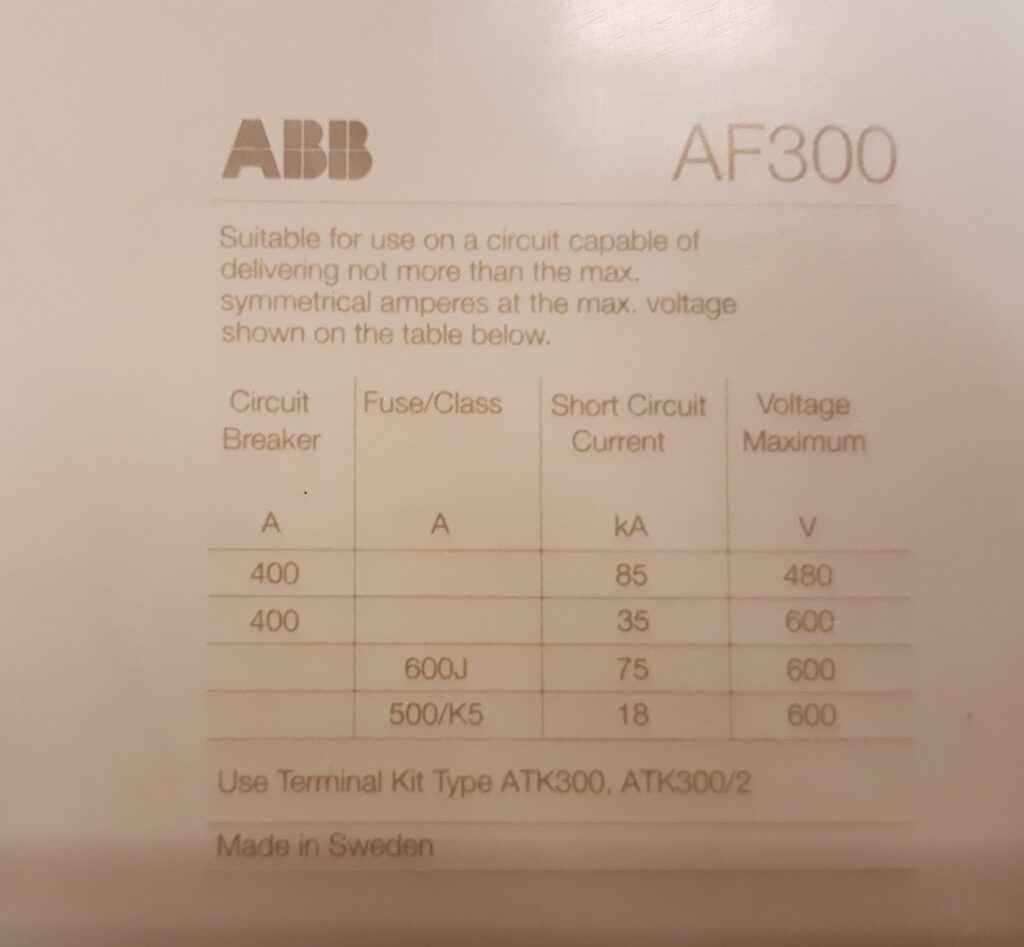 ABB AF300
Suitable for use on a circuit capable of
delivering not more than the max.
symmetrical amperes at the max. voltage
shown on the table below.
Circuit Fuse/Class Short Circuit Voltage
Breaker Current Maximum
A A kA V
400 85 480
400 35 600
600J 75 600
500/K5 18 600
Use Terminal Kit Type ATK300, ATK300/2
Made in Sweden